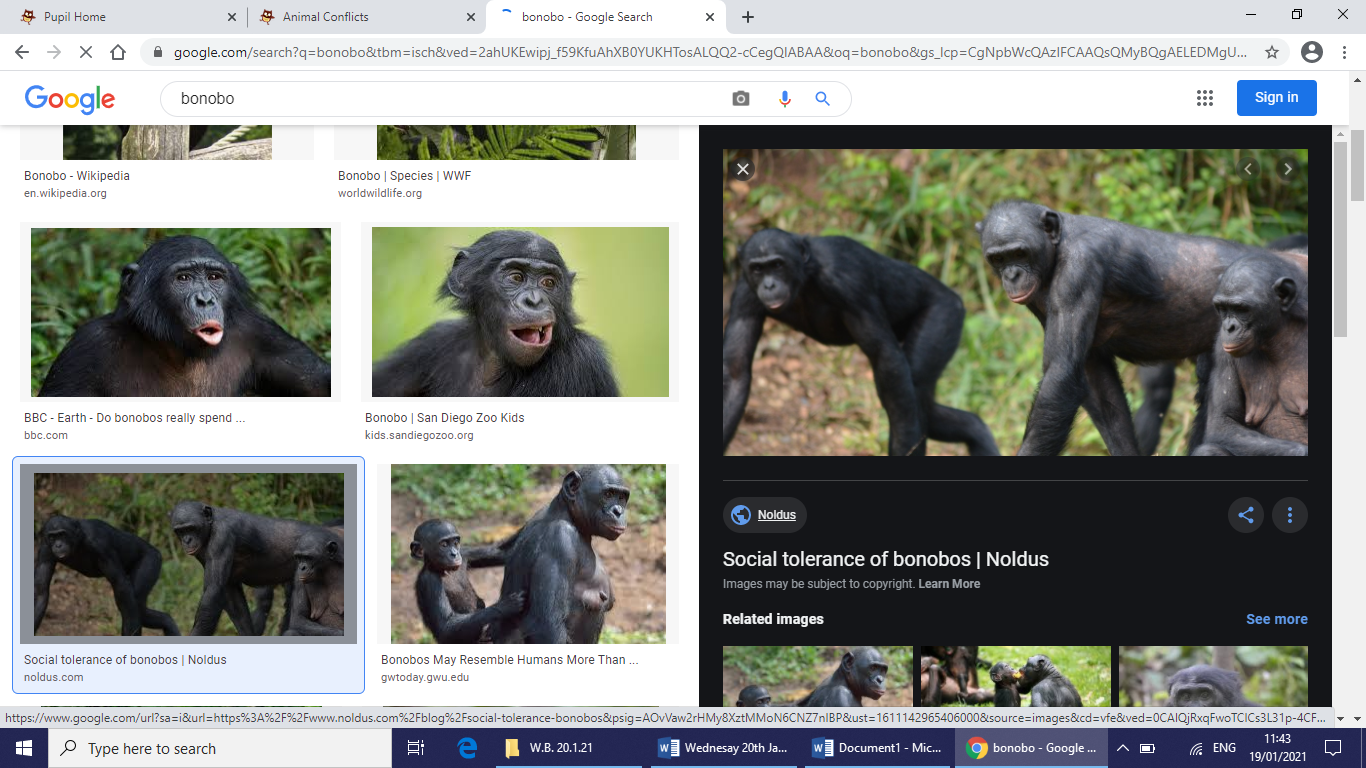 Pupil Home
Animal Conflicts
bonobo - Google Search
google.com/search?q=bonobo&tbm=isch&ved=2ahUKEwipj_f59KfuAhXB0YUKHTosALQQ2-cCegQIABAA&oq=bonobo&gs_lcp=CgNpbWcQAzIFCAAQsQMyBQgAELEDMgU...
Google
bonobo
Sign in
Bonobo - Wikipedia
en.wikipedia.org
Bonobo | Species | WWF
worldwildlife.org
BBC - Earth - Do bonobos really spend ...
bbc.com
Bonobo | San Diego Zoo Kids
kids.sandiegozoo.org
Social tolerance of bonobos | Noldus
noldus.com
Bonobos May Resemble Humans More Than ...
gwtoday.gwu.edu
Noldus
Social tolerance of bonobos | Noldus
Images may be subject to copyright. Learn More
Related images
See more
https://www.google.com/url?sa=i&url=https%3A%2F%2Fwww.noldus.com%2Fblog%2Fsocial-tolerance-bonobos&psig=AOvVaw2rHMy8XztMMoN6CNZ7nIBP&ust=1611142965406000&source=images&cd=vfe&ved=0CAIQjRxqFwoTCICs3L31p-4CF...
Type here to search
W.B. 20.1.21
Wednesay 20th Ja...
Document1 - Mic...
bonobo - Google ...
ENG
11:43
19/01/2021